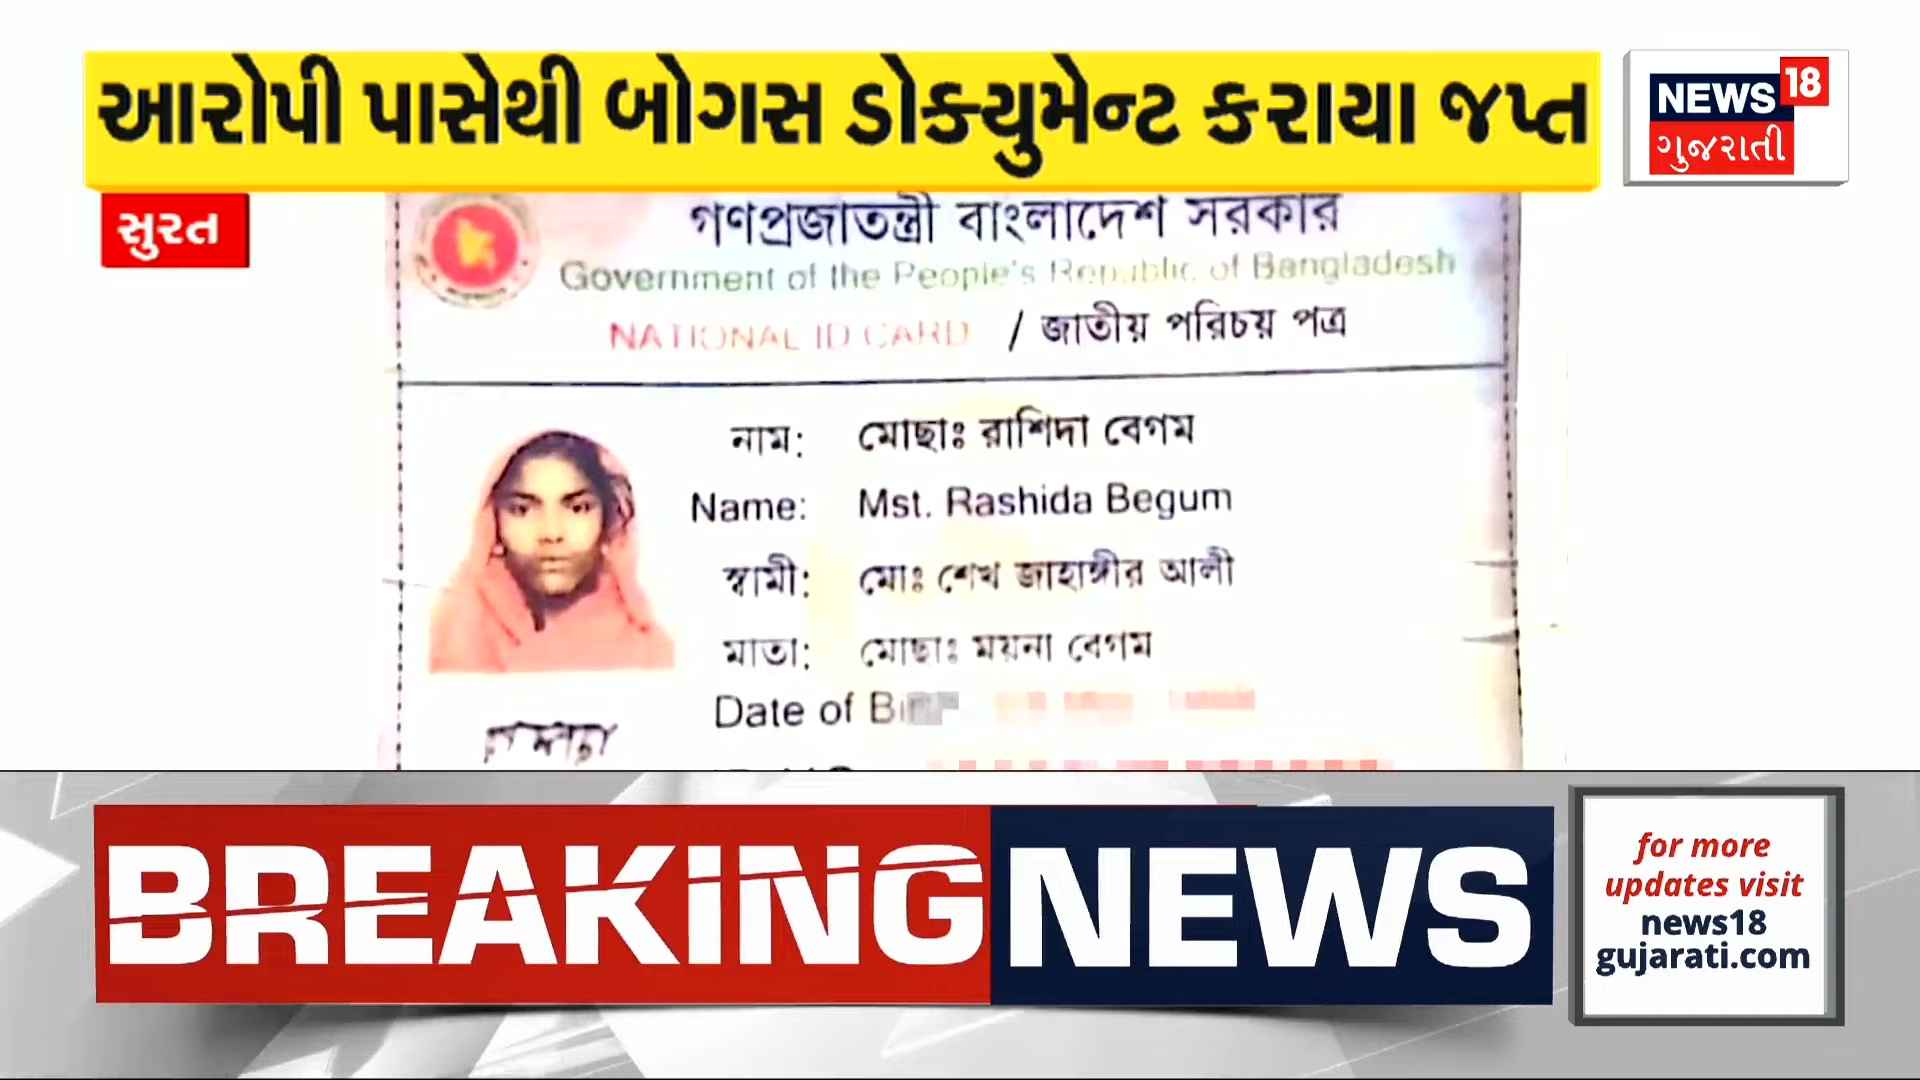 આરોપી પાસેથી બોગસ ડોક્યુમેન્ટ કરાયા જપ્ત
NEWS 18
ગુજરાતી
સુરત
গণপ্রজাতন্ত্রী বাংলাদেশ সরকার
Government of the People's Republic of Bangladesh
NATIONAL ID CARD / জাতীয় পরিচয় পত্র
নাম: মোছাঃ রাশিদা বেগম
Name: Mst. Rashida Begum
স্বামী: মোঃ শেখ জাহাঙ্গীর আলী
মাতা: মোছাঃ ময়না বেগম
Date of
BREAKING NEWS
for more
updates visit
news18
gujarati.com